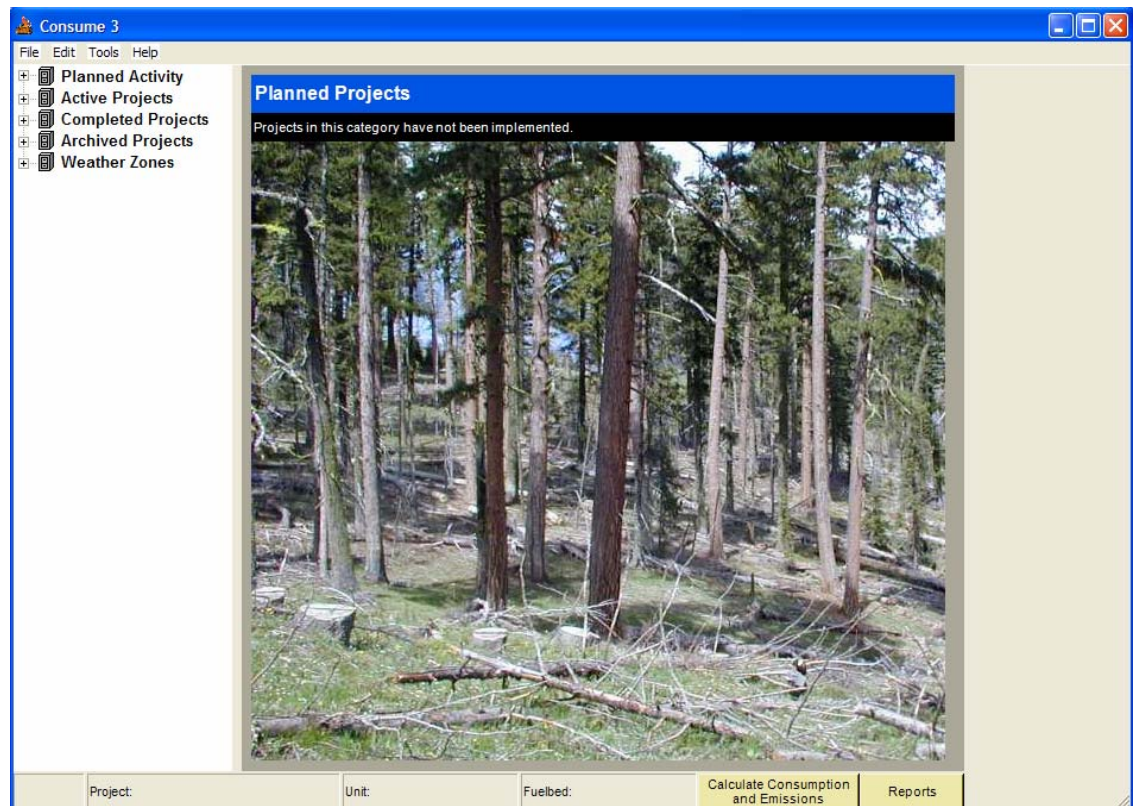 Consume 3
File Edit Tools Help
Planned Activity
Active Projects
Completed Projects
Archived Projects
Weather Zones
Planned Projects
Projects in this category have not been implemented.
Project:
Unit:
Fuelbed:
Calculate Consumption
and Emissions
Reports